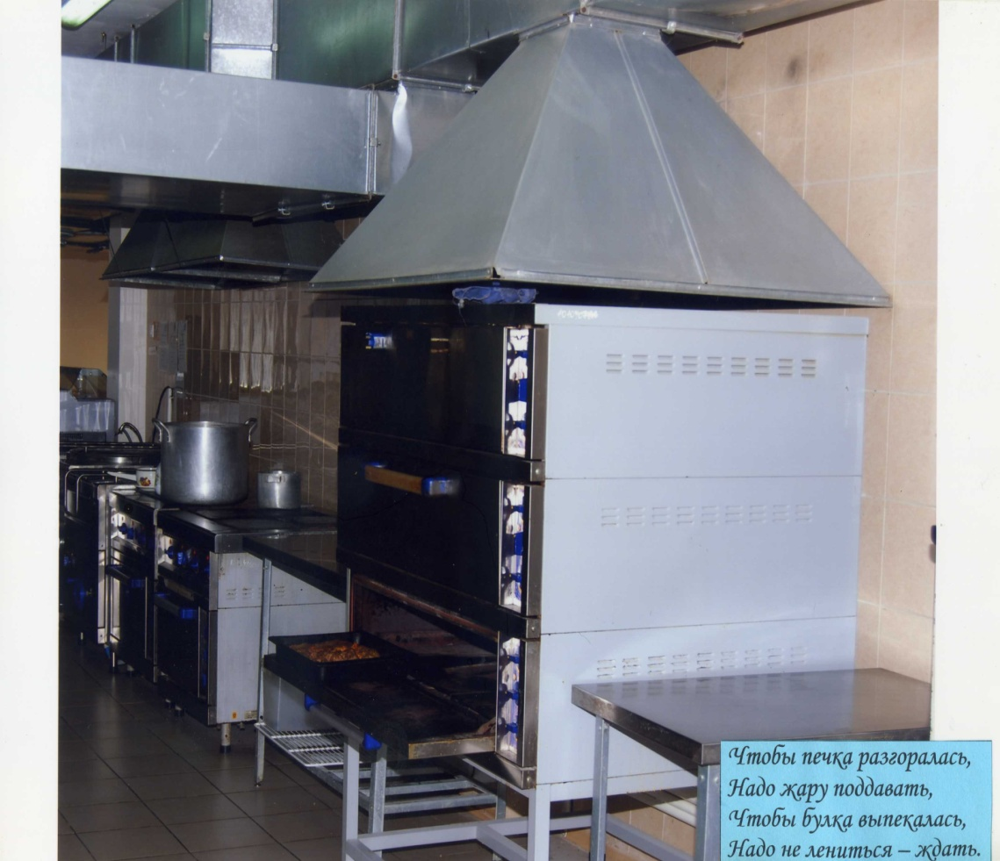 Чтобы печка разгоралась,
Надо жару поддавать,
Чтобы булка выпекалась,
Надо не лениться – ждать.